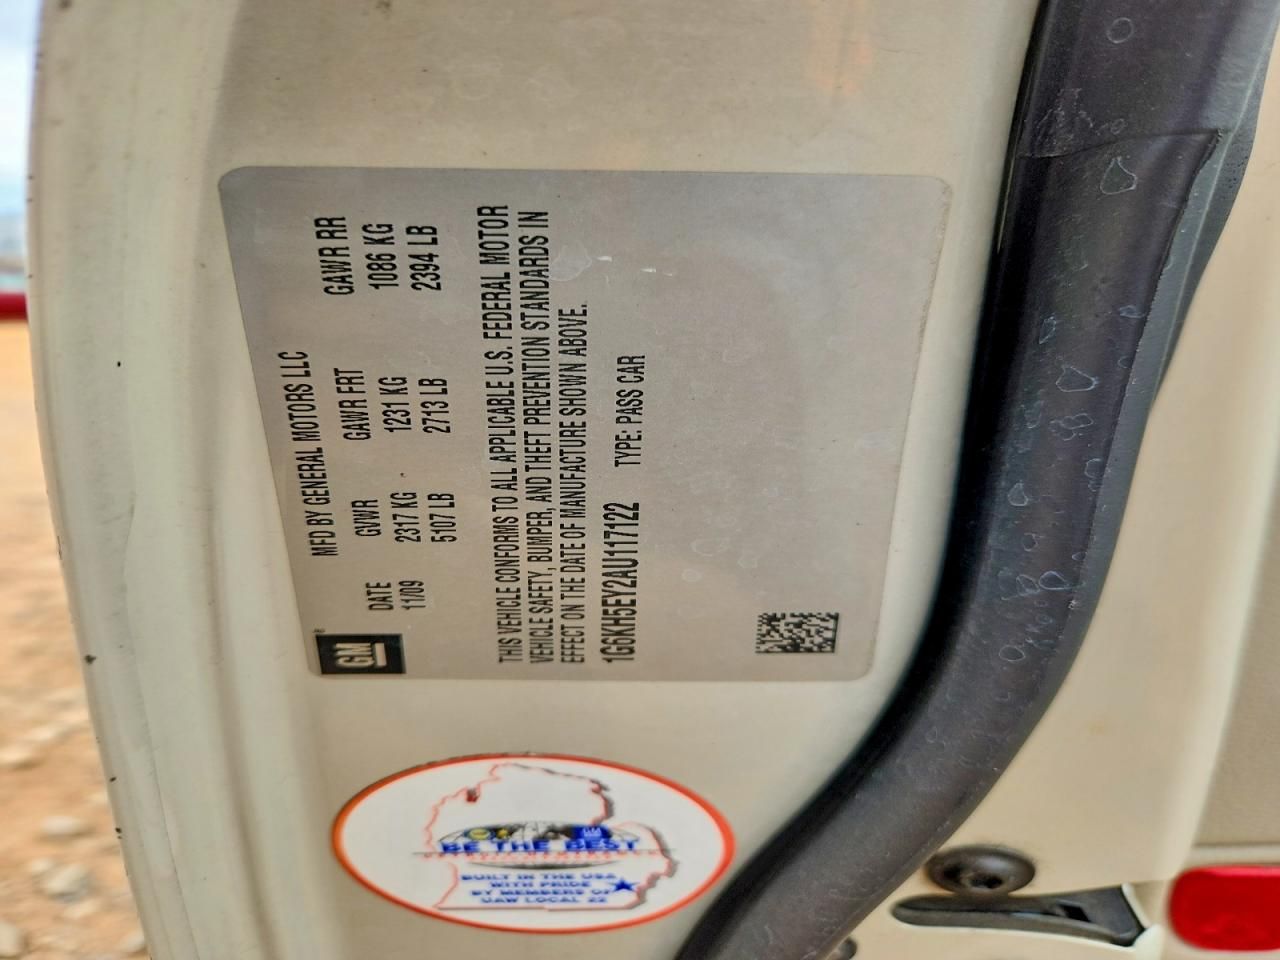 GM®
MFD BY GENERAL MOTORS LLC
DATE GVWR GAWR FRT GAWR RR
11/09 2317 KG 1231 KG 1086 KG
5107 LB 2713 LB 2394 LB
THIS VEHICLE CONFORMS TO ALL APPLICABLE U.S. FEDERAL MOTOR
VEHICLE SAFETY, BUMPER, AND THEFT PREVENTION STANDARDS IN
EFFECT ON THE DATE OF MANUFACTURE SHOWN ABOVE.
1G6KH5EY2AU117122 TYPE: PASS CAR
BE THE BEST
BUILT IN THE USA
WITH PRIDE
BY MEMBERS OF
UAW LOCAL 22